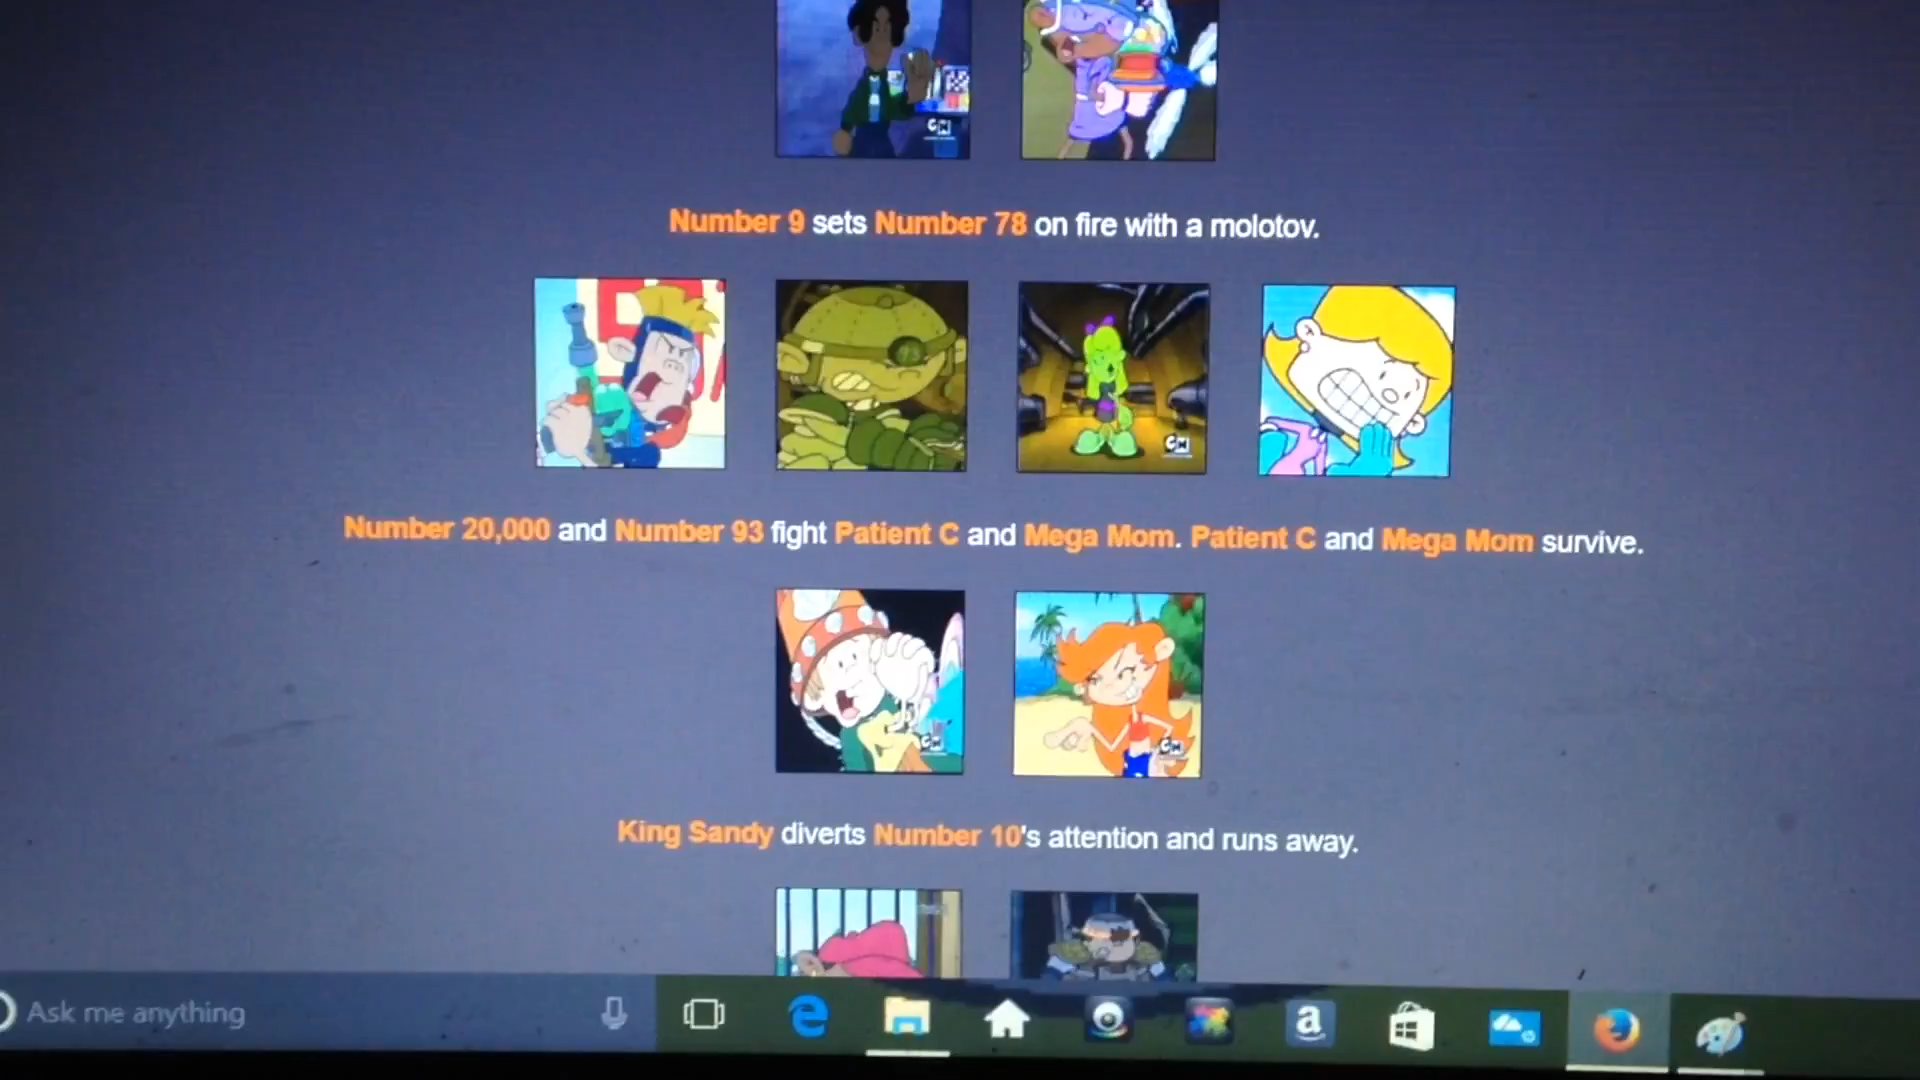 Number 9 sets Number 78 on fire with a molotov.
Number 20,000 and Number 93 fight Patient C and Mega Mom. Patient C and Mega Mom survive.
King Sandy diverts Number 10's attention and runs away.
Ask me anything